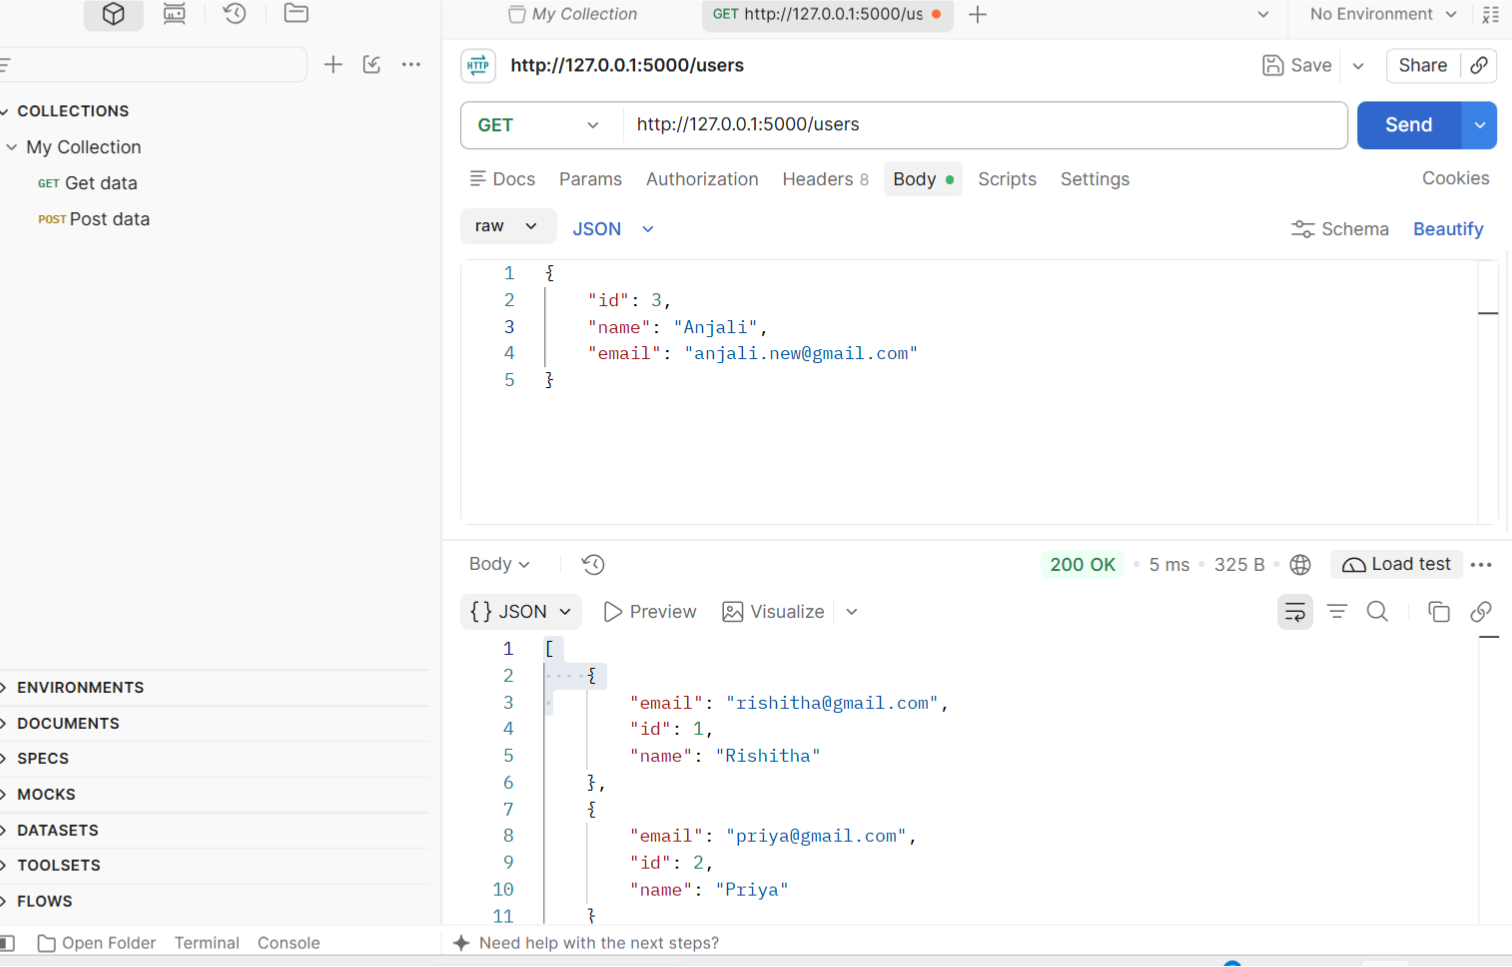 My Collection
GET http://127.0.0.1:5000/us
No Environment
HTTP http://127.0.0.1:5000/users
Save
Share
COLLECTIONS
My Collection
GET Get data
POST Post data
GET http://127.0.0.1:5000/users
Send
Docs Params Authorization Headers 8 Body Scripts Settings
Cookies
raw JSON
Schema Beautify
1 {
2 "id": 3,
3 "name": "Anjali",
4 "email": "anjali.new@gmail.com"
5 }
Body
200 OK • 5 ms • 325 B •
Load test
{} JSON Preview Visualize
1 [
2 ····{
3 "email": "rishitha@gmail.com",
4 "id": 1,
5 "name": "Rishitha"
6 },
7 {
8 "email": "priya@gmail.com",
9 "id": 2,
10 "name": "Priya"
11 }
ENVIRONMENTS
DOCUMENTS
SPECS
MOCKS
DATASETS
TOOLSETS
FLOWS
Open Folder Terminal Console
Need help with the next steps?